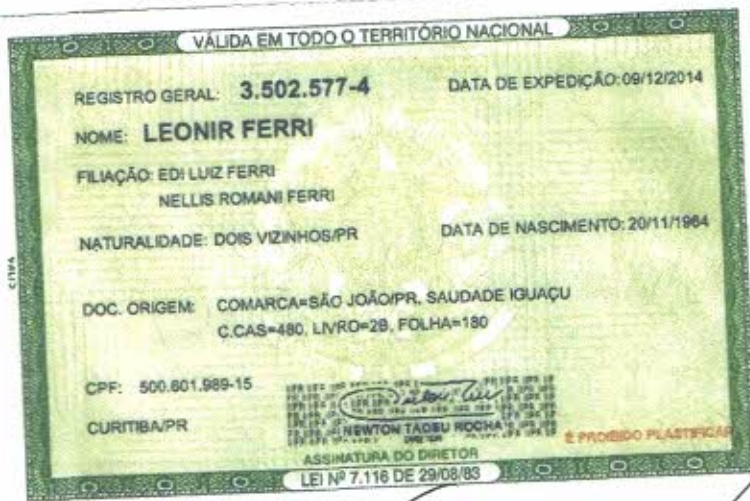 VÁLIDA EM TODO O TERRITÓRIO NACIONAL
REGISTRO GERAL: 3.502.577-4 DATA DE EXPEDIÇÃO: 09/12/2014
NOME: LEONIR FERRI
FILIAÇÃO: EDI LUIZ FERRI
NELLIS ROMANI FERRI
NATURALIDADE: DOIS VIZINHOS/PR DATA DE NASCIMENTO: 20/11/1964
DOC. ORIGEM: COMARCA=SÃO JOÃO/PR, SAUDADE IGUAÇU
C.CAS=480, LIVRO=2B, FOLHA=180
CPF: 500.601.989-15
CURITIBA/PR
NEWTON TADEU ROCHA
É PROIBIDO PLASTIFICAR
ASSINATURA DO DIRETOR
LEI Nº 7.116 DE 29/08/83